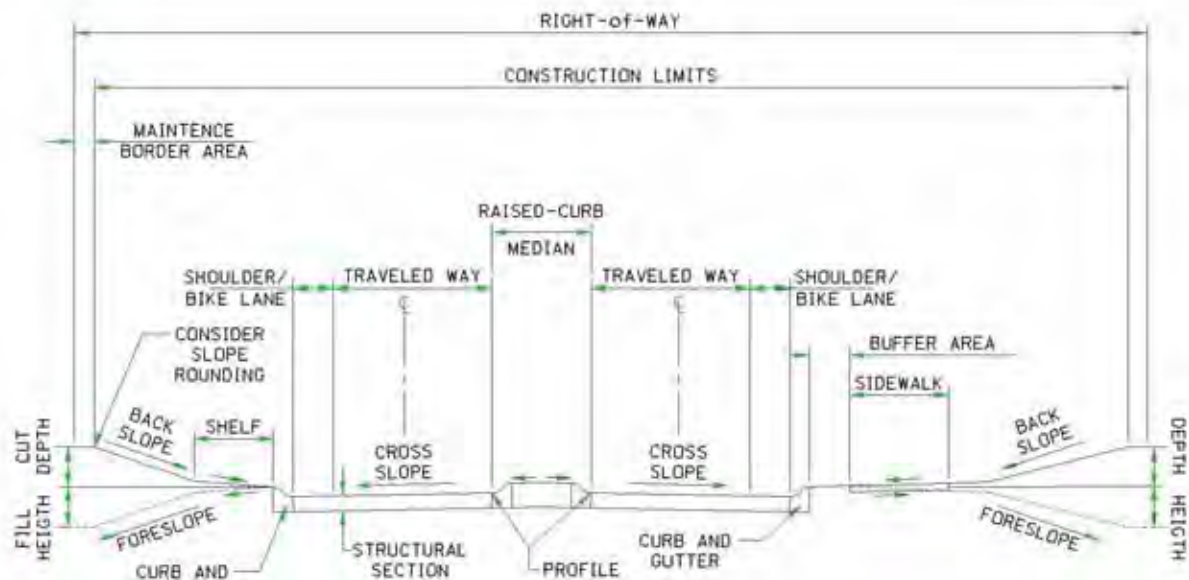 RIGHT-of-WAY
CONSTRUCTION LIMITS
MAINTENCE
BORDER AREA
RAISED-CURB
MEDIAN
SHOULDER/
BIKE LANE
TRAVELED WAY
TRAVELED WAY
SHOULDER/
BIKE LANE
CL
CL
CONSIDER
SLOPE
ROUNDING
BUFFER AREA
SIDEWALK
BACK
SLOPE
SHELF
CROSS
SLOPE
CROSS
SLOPE
BACK
SLOPE
CUT
DEPTH
DEPTH
FILL
HEIGTH
FORESLOPE
CURB AND
STRUCTURAL
SECTION
PROFILE
CURB AND
GUTTER
FORESLOPE
HEIGTH